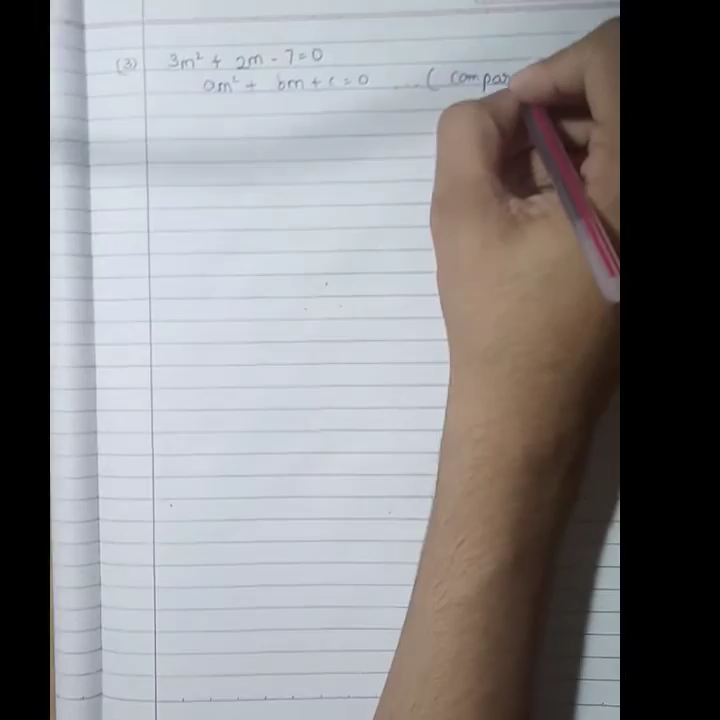 (3) 3m² + 2m - 7 = 0
am² + bm + c = 0 ... ( compar